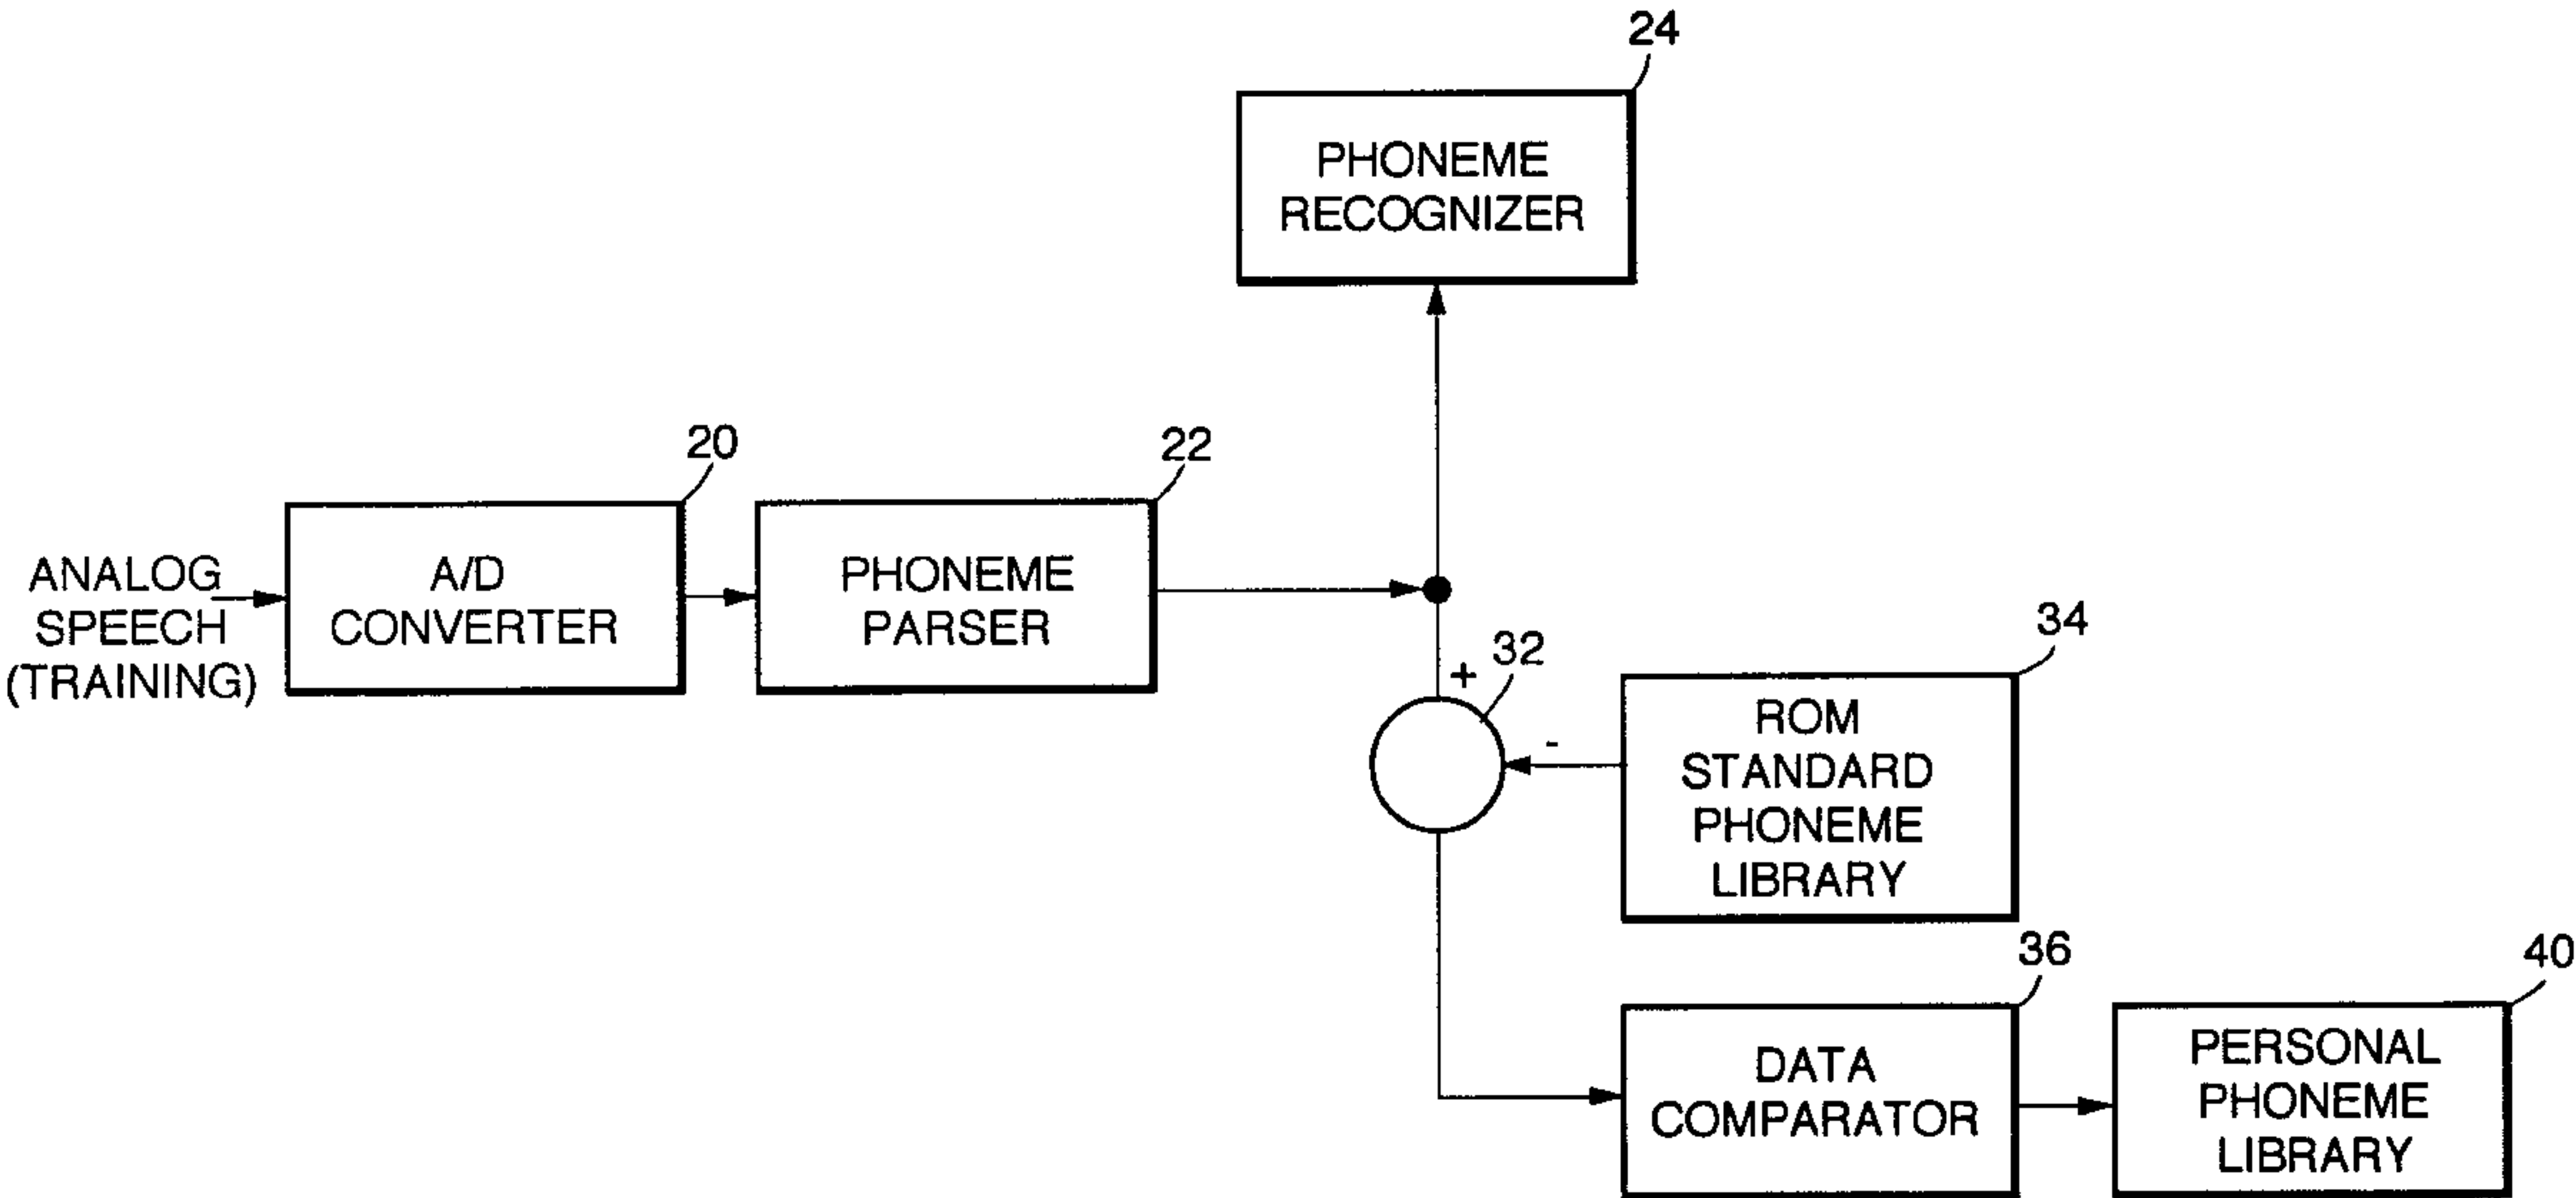 24
PHONEME
RECOGNIZER
20
22
ANALOG
SPEECH
(TRAINING)
A/D
CONVERTER
PHONEME
PARSER
+
32
-
34
ROM
STANDARD
PHONEME
LIBRARY
36
DATA
COMPARATOR
40
PERSONAL
PHONEME
LIBRARY